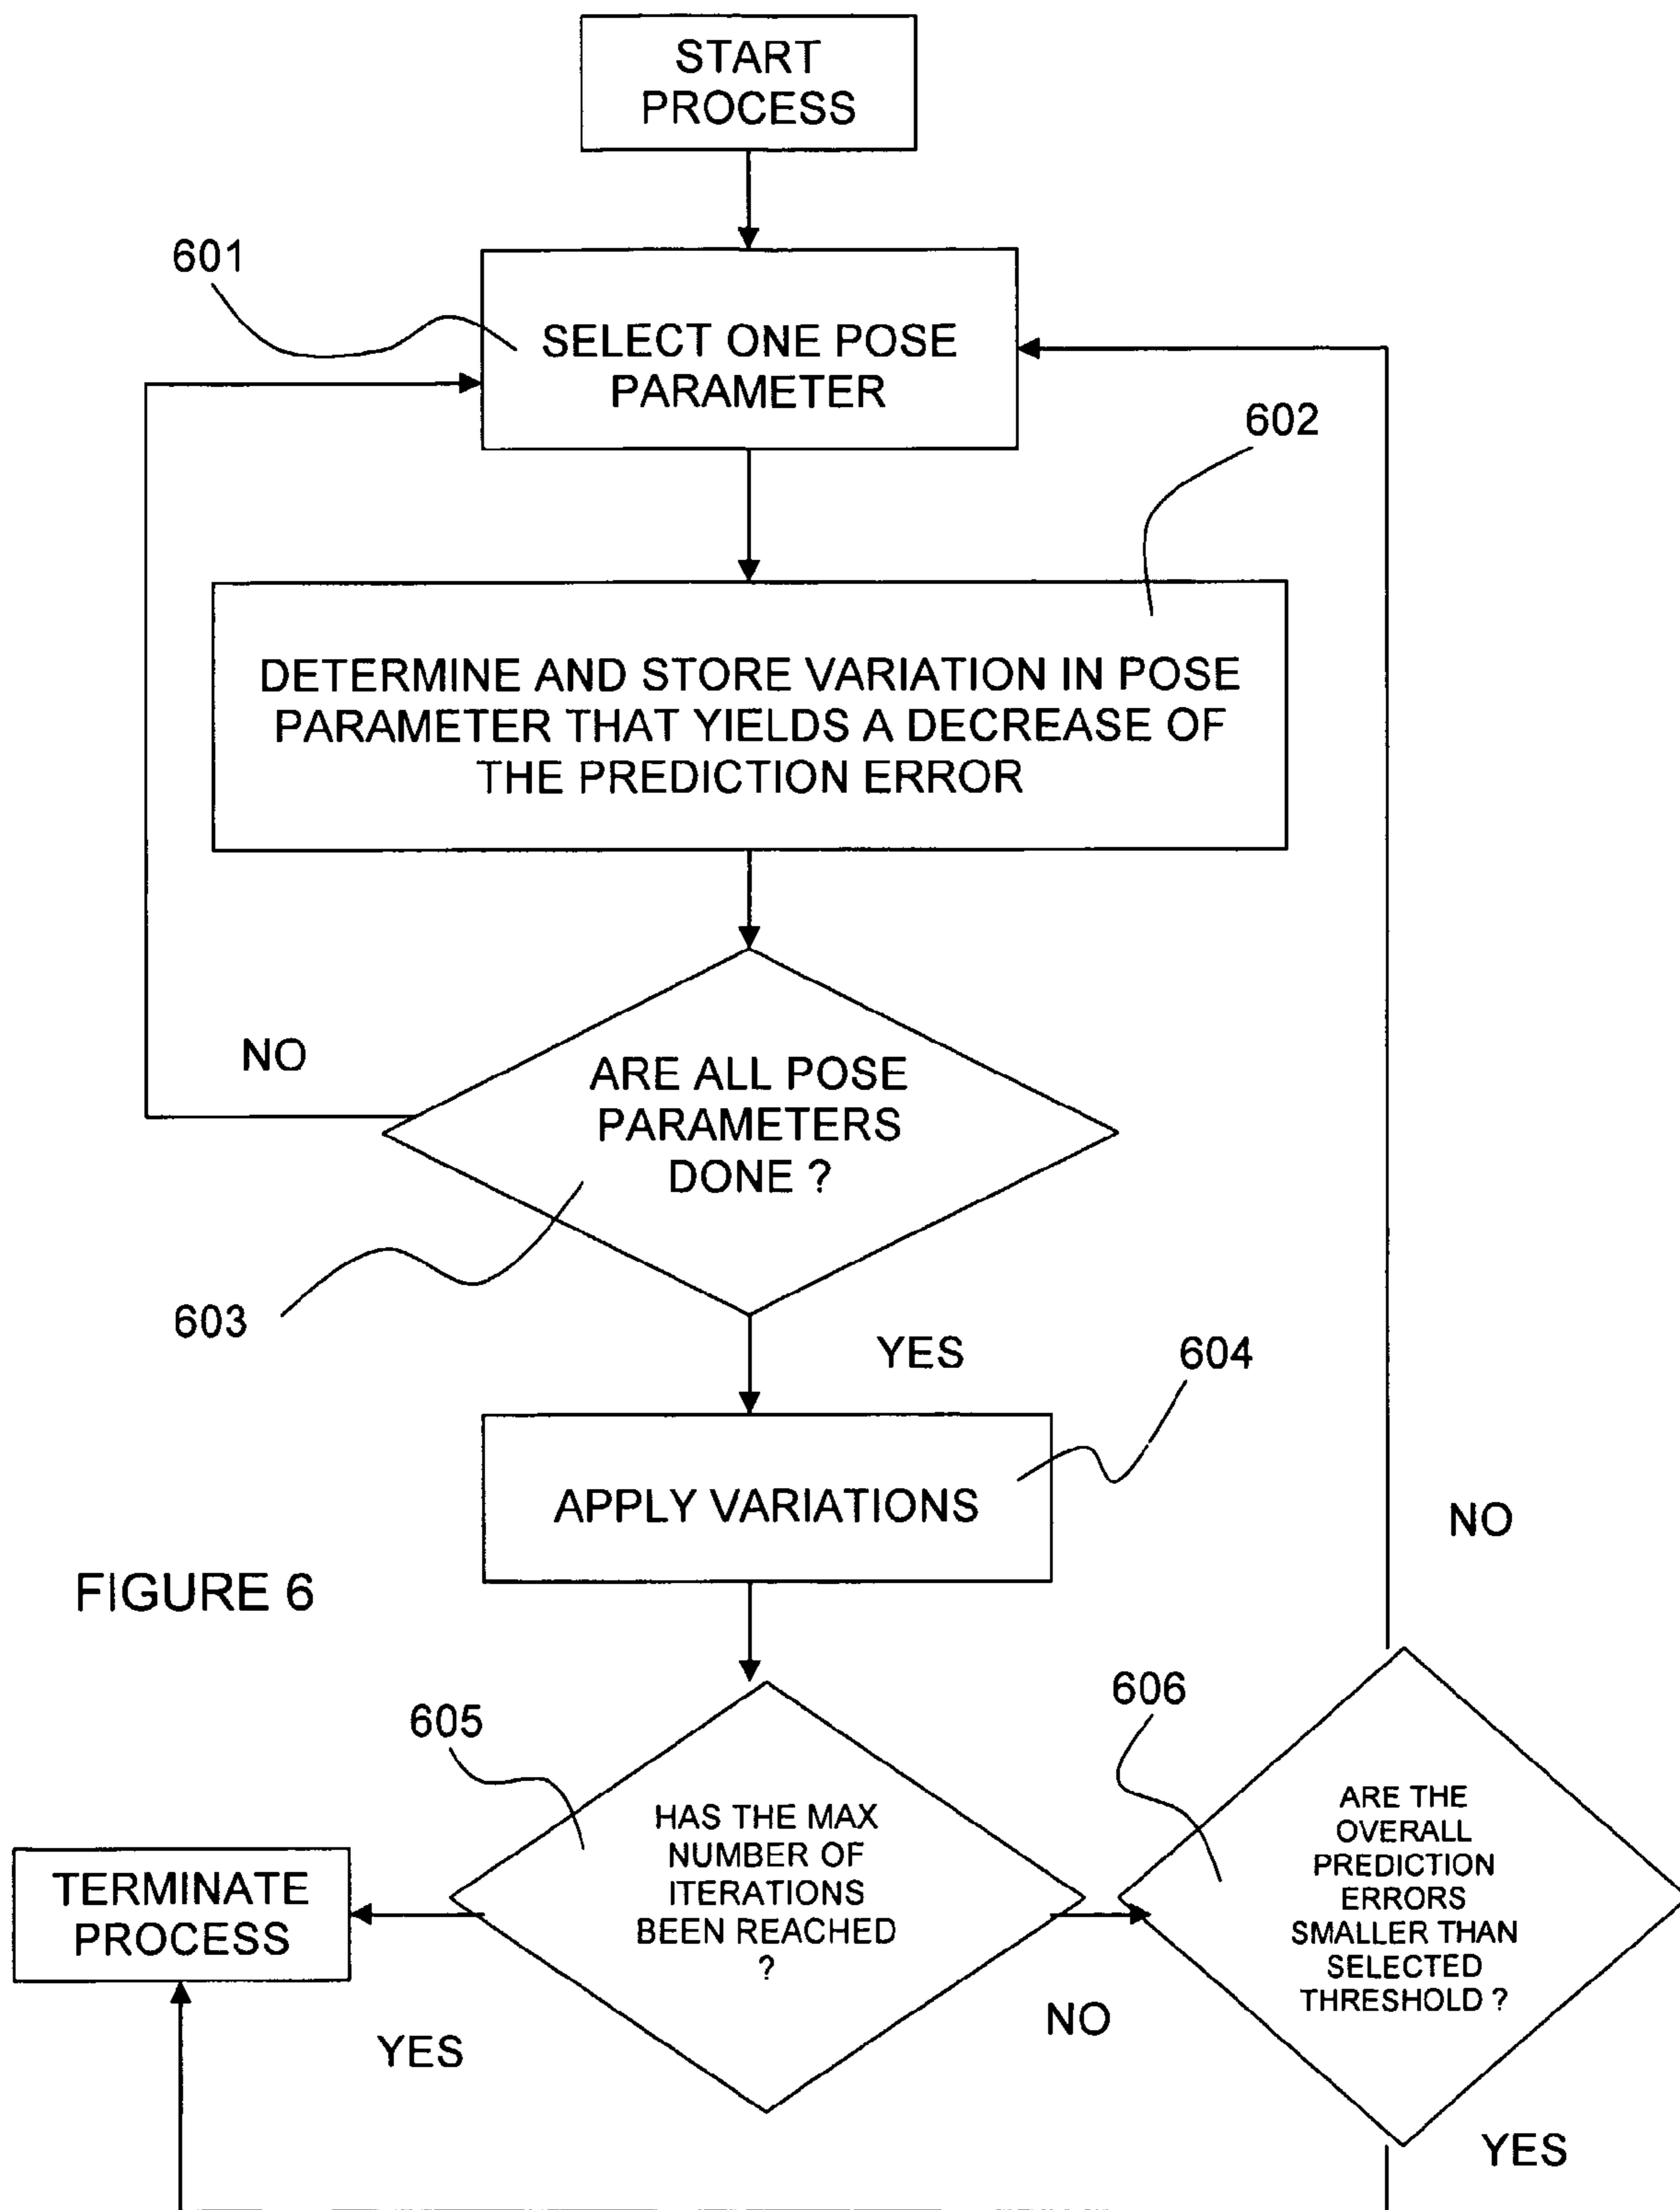 START
PROCESS
601
SELECT ONE POSE
PARAMETER
602
DETERMINE AND STORE VARIATION IN POSE
PARAMETER THAT YIELDS A DECREASE OF
THE PREDICTION ERROR
NO
ARE ALL POSE
PARAMETERS
DONE ?
603
YES
604
APPLY VARIATIONS
NO
FIGURE 6
605
606
HAS THE MAX
NUMBER OF
ITERATIONS
BEEN REACHED
?
ARE THE
OVERALL
PREDICTION
ERRORS
SMALLER THAN
SELECTED
THRESHOLD ?
TERMINATE
PROCESS
YES
NO
YES